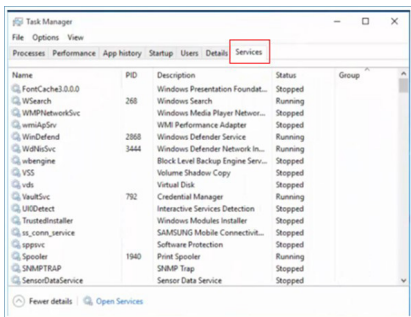 Task Manager
File Options View
Processes Performance App history Startup Users Details Services
Name PID Description Status Group
FontCache3.0.0.0 Windows Presentation Foundat... Stopped
WSearch 268 Windows Search Running
WMPNetworkSvc Windows Media Player Networ... Stopped
wmiApSrv WMI Performance Adapter Stopped
WinDefend 2868 Windows Defender Service Running
WdNisSvc 3444 Windows Defender Network In... Running
wbengine Block Level Backup Engine Serv... Stopped
VSS Volume Shadow Copy Stopped
vds Virtual Disk Stopped
VaultSvc 792 Credential Manager Running
UI0Detect Interactive Services Detection Stopped
TrustedInstaller Windows Modules Installer Stopped
ss_conn_service SAMSUNG Mobile Connectivit... Stopped
sppsvc Software Protection Stopped
Spooler 1940 Print Spooler Running
SNMPTRAP SNMP Trap Stopped
SensorDataService Sensor Data Service Stopped
Fewer details Open Services